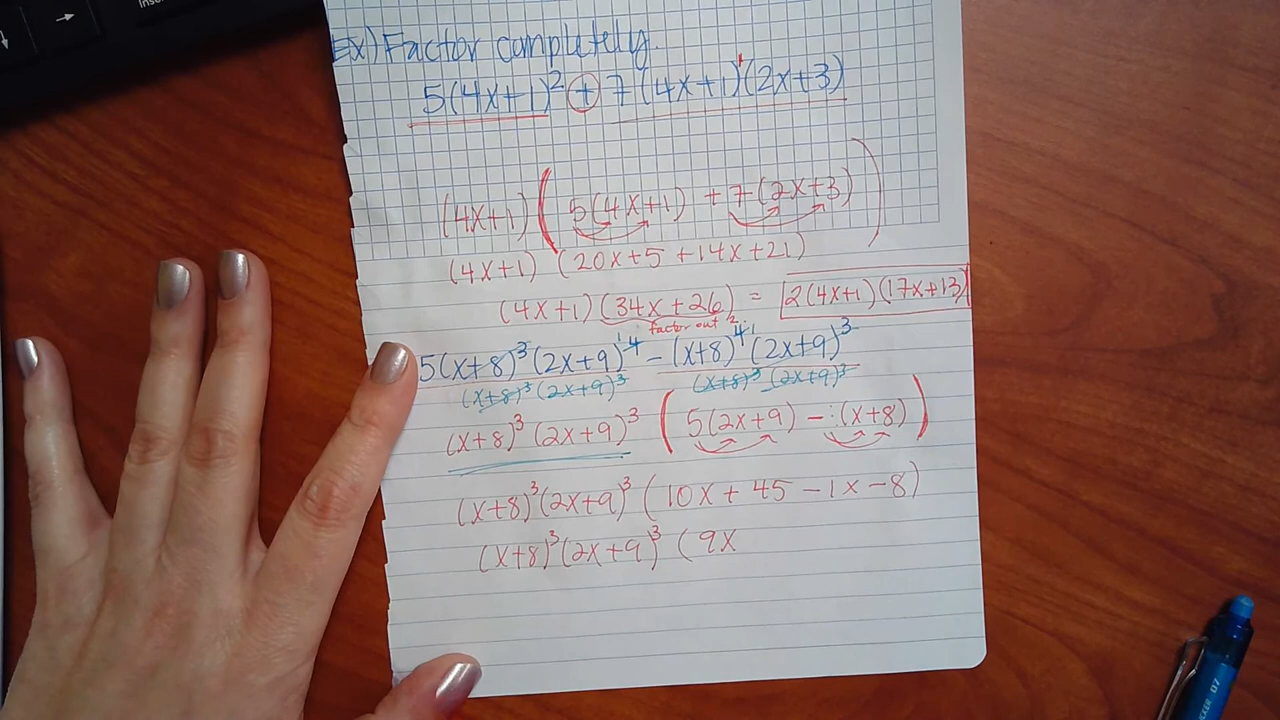 Ex) Factor completely.
5(4x+1)² + 7(4x+1)¹(2x+3)
(4x+1)(5(4x+1) + 7(2x+3))
(4x+1) (20x+5 +14x+21)
(4x+1)(34x+26) = 2(4x+1)(17x+13)
factor out 2.
5(x+8)³(2x+9)⁴ - (x+8)⁴(2x+9)³
(x+8)³(2x+9)³ (x+8)³(2x+9)³
(x+8)³(2x+9)³ (5(2x+9) - (x+8))
(x+8)³(2x+9)³(10x + 45 - 1x - 8)
(x+8)³(2x+9)³ (9x